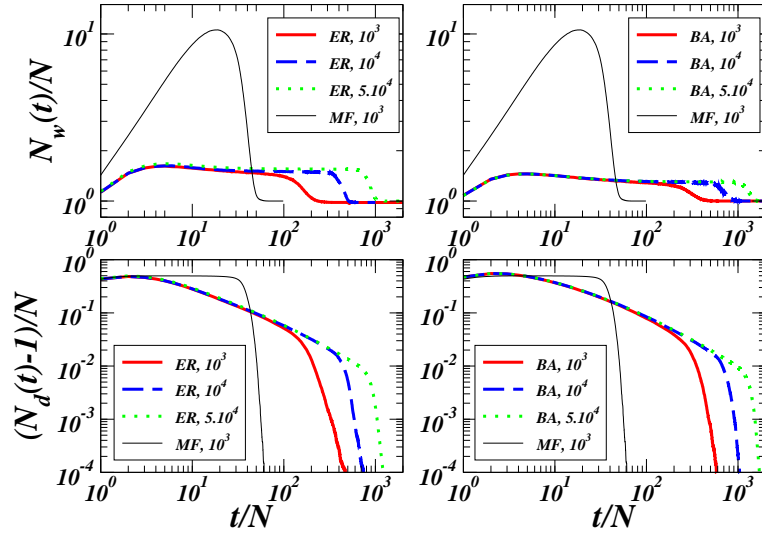 N_w(t)/N
10^1
10^0
10^0 10^1 10^2 10^3
ER, 10^3
ER, 10^4
ER, 5.10^4
MF, 10^3
10^1
10^0
10^0 10^1 10^2 10^3
BA, 10^3
BA, 10^4
BA, 5.10^4
MF, 10^3
(N_d(t)-1)/N
10^0
10^-1
10^-2
10^-3
10^-4
10^0 10^1 10^2 10^3
ER, 10^3
ER, 10^4
ER, 5.10^4
MF, 10^3
t/N
10^0
10^-1
10^-2
10^-3
10^-4
10^0 10^1 10^2 10^3
BA, 10^3
BA, 10^4
BA, 5.10^4
MF, 10^3
t/N